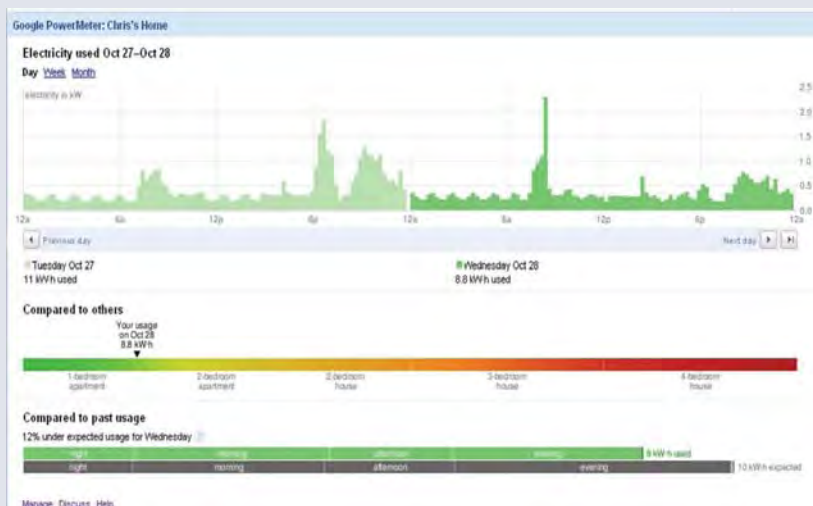 Google PowerMeter: Chris's Home
Electricity used Oct 27–Oct 28
Day Week Month
electricity in kW
2.5
2.0
1.5
1.0
0.5
0.0
12a 6a 12p 6p 12a 6a 12p 6p 12a
Previous day Next day
Tuesday Oct 27 Wednesday Oct 28
11 kWh used 8.8 kWh used
Compared to others
Your usage
on Oct 28
8.8 kWh
1-bedroom 2-bedroom 2-bedroom 3-bedroom 4-bedroom
apartment apartment house house house
Compared to past usage
12% under expected usage for Wednesday
night morning afternoon evening kWh used
night morning afternoon evening 10 kWh expected
Manage Discuss Help